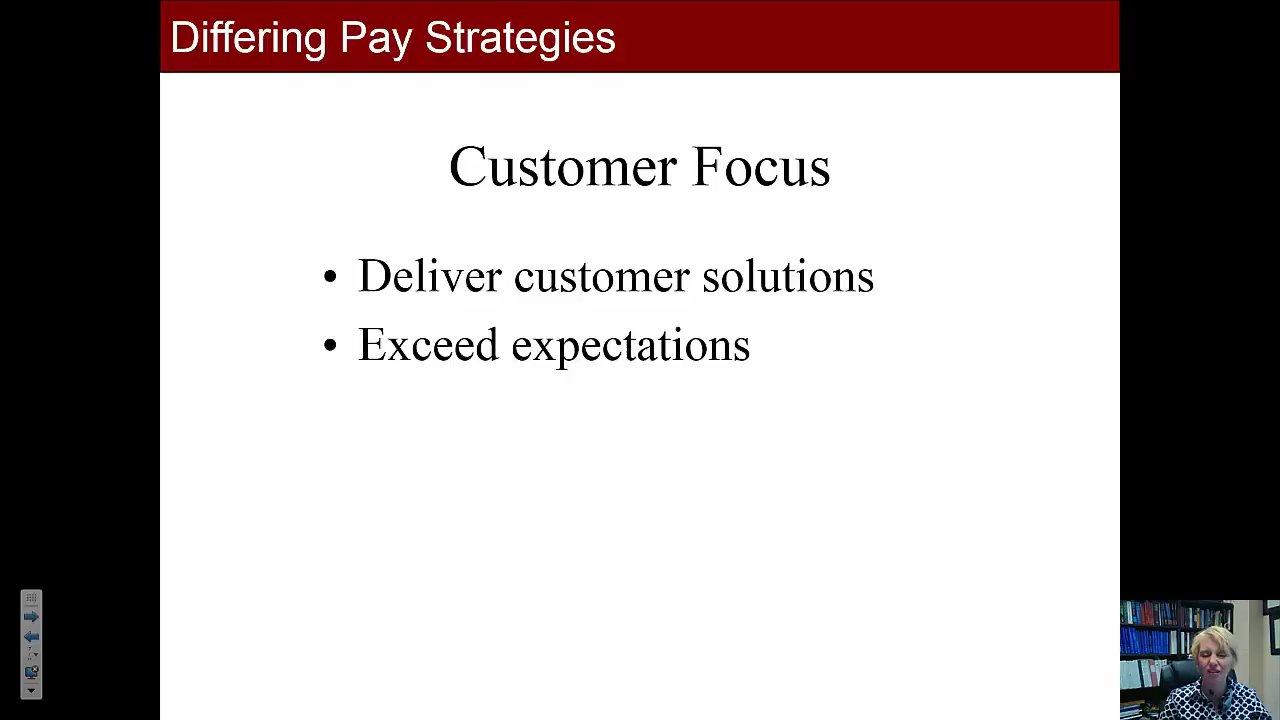 Differing Pay Strategies
Customer Focus
• Deliver customer solutions
• Exceed expectations